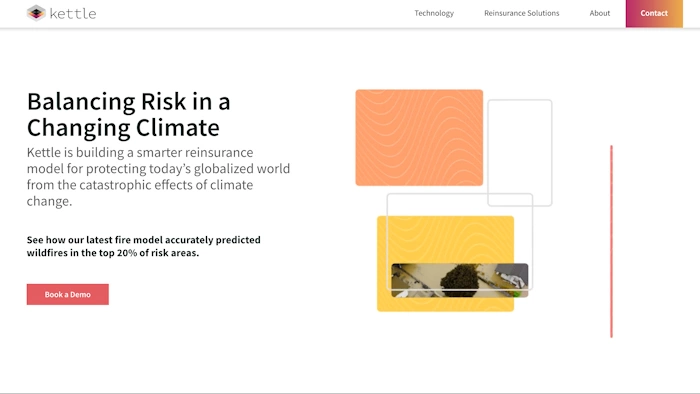 kettle
Technology
Reinsurance Solutions
About
Contact
Balancing Risk in a
Changing Climate
Kettle is building a smarter reinsurance
model for protecting today’s globalized world
from the catastrophic effects of climate
change.
See how our latest fire model accurately predicted
wildfires in the top 20% of risk areas.
Book a Demo